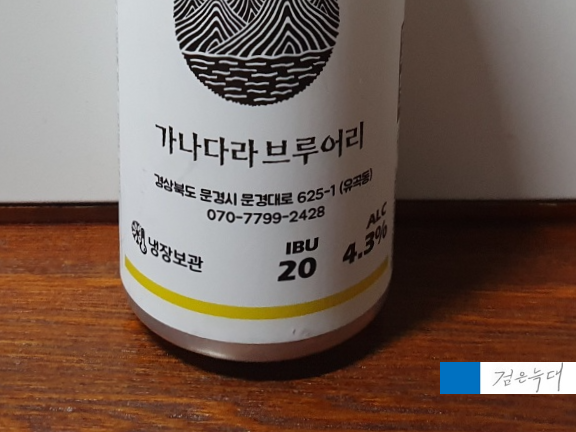 가나다라브루어리
경상북도 문경시 문경대로 625-1 (유곡동)
070-7799-2428
냉장보관
IBU
20
ALC
4.3%
검은늑대